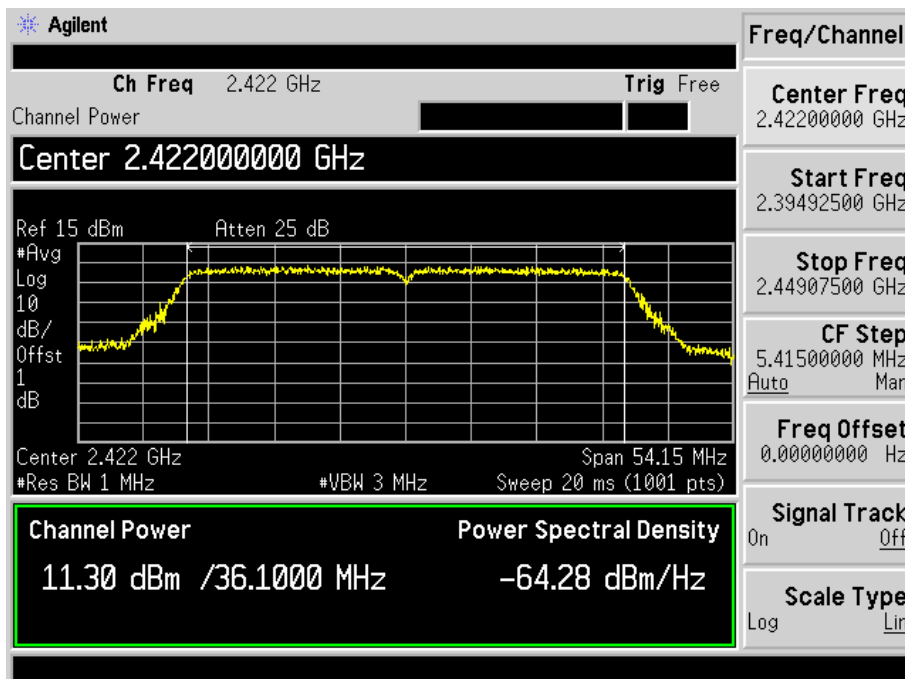 Agilent
Freq/Channel
Ch Freq 2.422 GHz Trig Free
Channel Power
Center 2.422000000 GHz
Ref 15 dBm Atten 25 dB
#Avg
Log
10
dB/
Offst
1
dB
Center 2.422 GHz Span 54.15 MHz
#Res BW 1 MHz #VBW 3 MHz Sweep 20 ms (1001 pts)
Channel Power Power Spectral Density
11.30 dBm /36.1000 MHz -64.28 dBm/Hz
Center Freq
2.42200000 GHz
Start Freq
2.39492500 GHz
Stop Freq
2.44907500 GHz
CF Step
5.41500000 MHz
Auto Man
Freq Offset
0.00000000 Hz
Signal Track
On Off
Scale Type
Log Lin